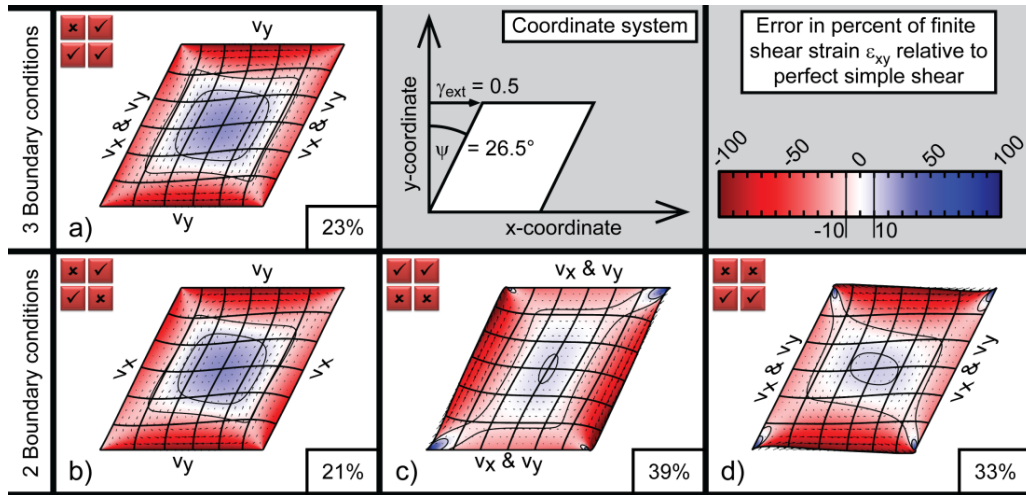 3 Boundary conditions
vy
vx & vy
vx & vy
vy
a)
23%
Coordinate system
y-coordinate
γext = 0.5
ψ = 26.5°
x-coordinate
Error in percent of finite
shear strain εxy relative to
perfect simple shear
-100
-50
0
50
100
-10
10
2 Boundary conditions
vy
vx
vx
vy
b)
21%
vx & vy
vx & vy
c)
39%
vx & vy
vx & vy
d)
33%